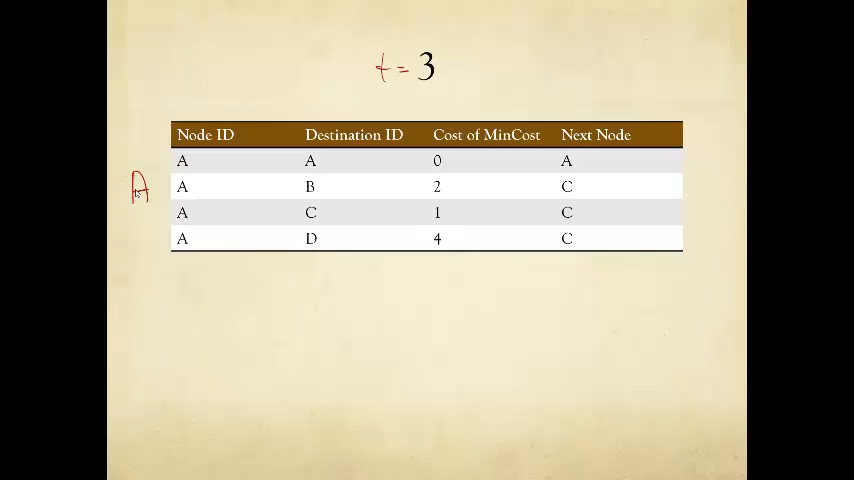 t = 3
Node ID Destination ID Cost of MinCost Next Node
A A 0 A
A B 2 C
A C 1 C
A D 4 C
A